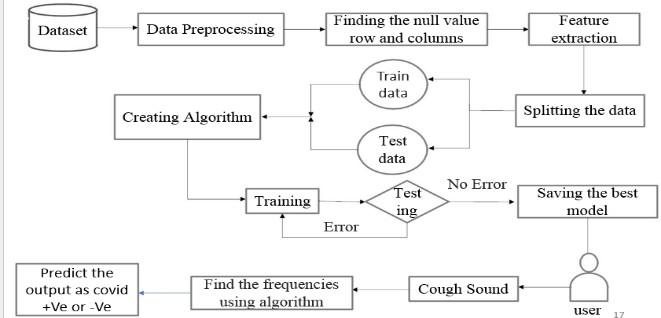 Dataset
Data Preprocessing
Finding the null value
row and columns
Feature
extraction
Train
data
Creating Algorithm
Splitting the data
Test
data
Training
Test
ing
No Error
Saving the best
model
Error
Predict the
output as covid
+Ve or -Ve
Find the frequencies
using algorithm
Cough Sound
user
17